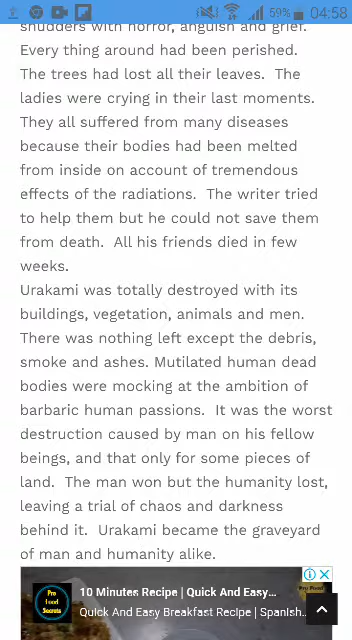 59% 04:58
shudders with horror, anguish and grief.
Every thing around had been perished.
The trees had lost all their leaves. The
ladies were crying in their last moments.
They all suffered from many diseases
because their bodies had been melted
from inside on account of tremendous
effects of the radiations. The writer tried
to help them but he could not save them
from death. All his friends died in few
weeks.
Urakami was totally destroyed with its
buildings, vegetation, animals and men.
There was nothing left except the debris,
smoke and ashes. Mutilated human dead
bodies were mocking at the ambition of
barbaric human passions. It was the worst
destruction caused by man on his fellow
beings, and that only for some pieces of
land. The man won but the humanity lost,
leaving a trial of chaos and darkness
behind it. Urakami became the graveyard
of man and humanity alike.
10 Minutes Recipe | Quick And Easy...
Quick And Easy Breakfast Recipe | Spanish...